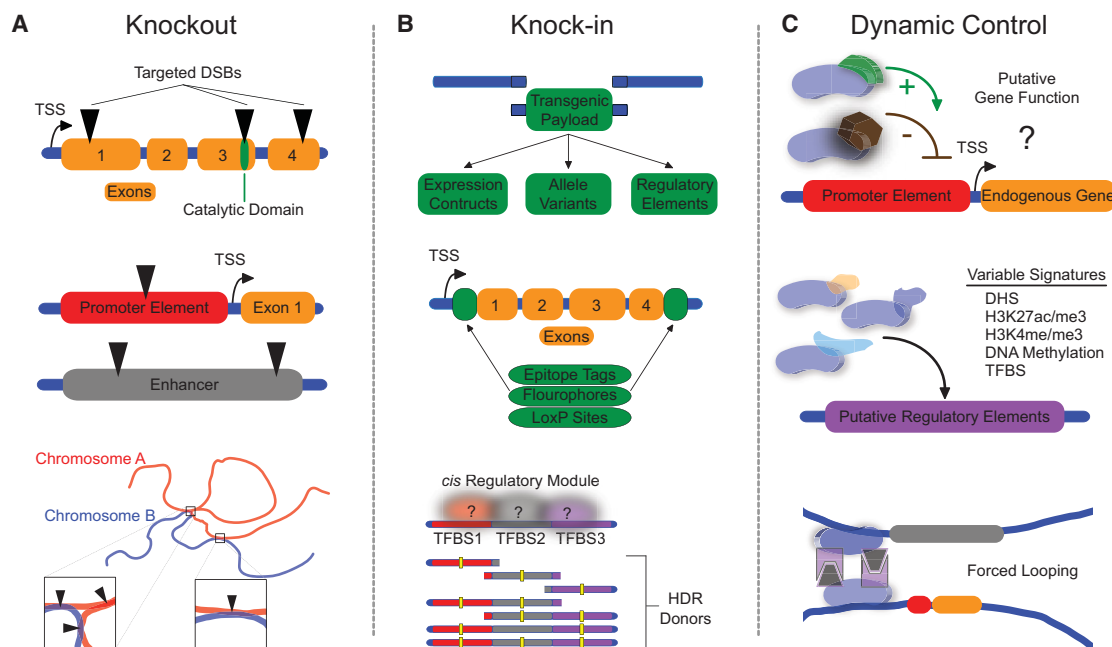 A
Knockout
Targeted DSBs
TSS
1
2
3
4
Exons
Catalytic Domain
TSS
Promoter Element
Exon 1
Enhancer
Chromosome A
Chromosome B
B
Knock-in
Transgenic
Payload
Expression
Contructs
Allele
Variants
Regulatory
Elements
TSS
1
2
3
4
Exons
Epitope Tags
Flourophores
LoxP Sites
cis Regulatory Module
?
?
?
TFBS1
TFBS2
TFBS3
HDR
Donors
C
Dynamic Control
+
-
Putative
Gene Function
?
TSS
Promoter Element
Endogenous Gene
Variable Signatures
DHS
H3K27ac/me3
H3K4me/me3
DNA Methylation
TFBS
Putative Regulatory Elements
Forced Looping